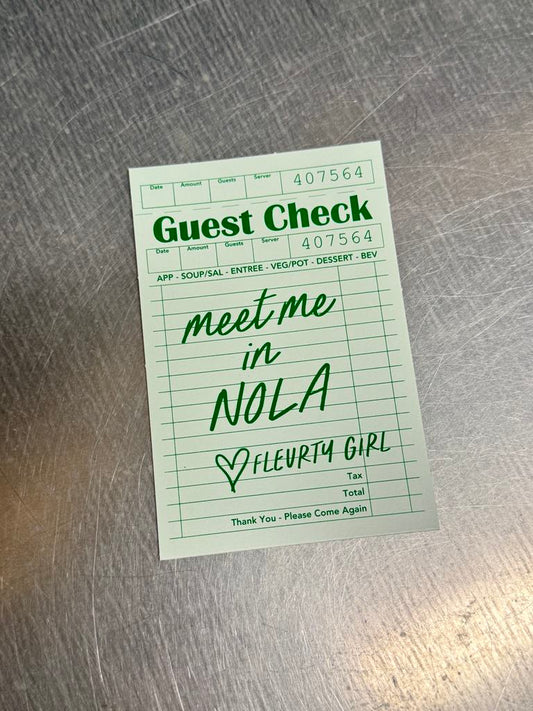 Date Amount Guests Server 407564
Guest Check
Date Amount Guests Server 407564
APP - SOUP/SAL - ENTREE - VEG/POT - DESSERT - BEV
meet me
in
NOLA
FLEURTY GIRL
Tax
Total
Thank You - Please Come Again